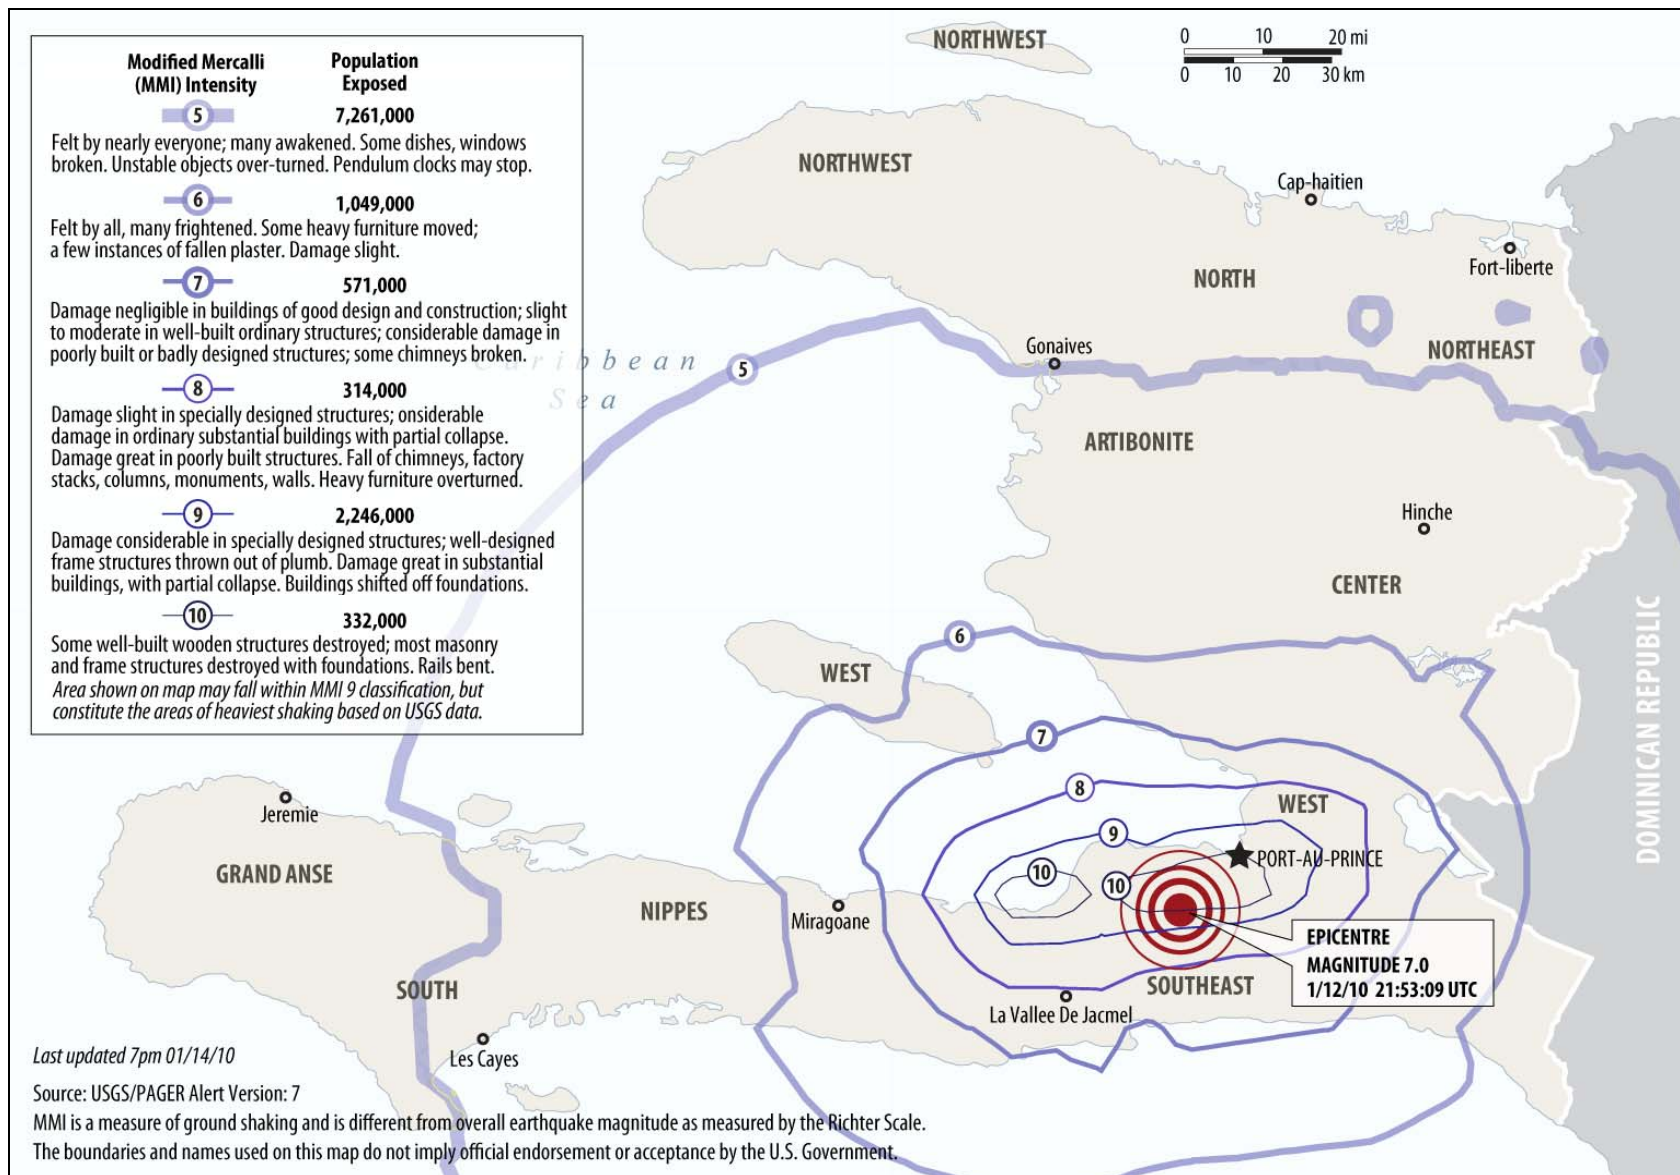 Modified Mercalli
(MMI) Intensity
Population
Exposed
5
7,261,000
Felt by nearly everyone; many awakened. Some dishes, windows
broken. Unstable objects over-turned. Pendulum clocks may stop.
6
1,049,000
Felt by all, many frightened. Some heavy furniture moved;
a few instances of fallen plaster. Damage slight.
7
571,000
Damage negligible in buildings of good design and construction; slight
to moderate in well-built ordinary structures; considerable damage in
poorly built or badly designed structures; some chimneys broken.
8
314,000
Damage slight in specially designed structures; onsiderable
damage in ordinary substantial buildings with partial collapse.
Damage great in poorly built structures. Fall of chimneys, factory
stacks, columns, monuments, walls. Heavy furniture overturned.
9
2,246,000
Damage considerable in specially designed structures; well-designed
frame structures thrown out of plumb. Damage great in substantial
buildings, with partial collapse. Buildings shifted off foundations.
10
332,000
Some well-built wooden structures destroyed; most masonry
and frame structures destroyed with foundations. Rails bent.
Area shown on map may fall within MMI 9 classification, but
constitute the areas of heaviest shaking based on USGS data.
NORTHWEST
0 10 20 mi
0 10 20 30 km
NORTHWEST
Cap-haitien
Fort-liberte
NORTH
Gonaives
NORTHEAST
Caribbean
Sea
5
ARTIBONITE
Hinche
CENTER
DOMINICAN REPUBLIC
6
WEST
7
8
WEST
9
PORT-AU-PRINCE
10
10
Jeremie
GRAND ANSE
NIPPES
Miragoane
EPICENTRE
MAGNITUDE 7.0
1/12/10 21:53:09 UTC
SOUTHEAST
SOUTH
La Vallee De Jacmel
Les Cayes
Last updated 7pm 01/14/10
Source: USGS/PAGER Alert Version: 7
MMI is a measure of ground shaking and is different from overall earthquake magnitude as measured by the Richter Scale.
The boundaries and names used on this map do not imply official endorsement or acceptance by the U.S. Government.